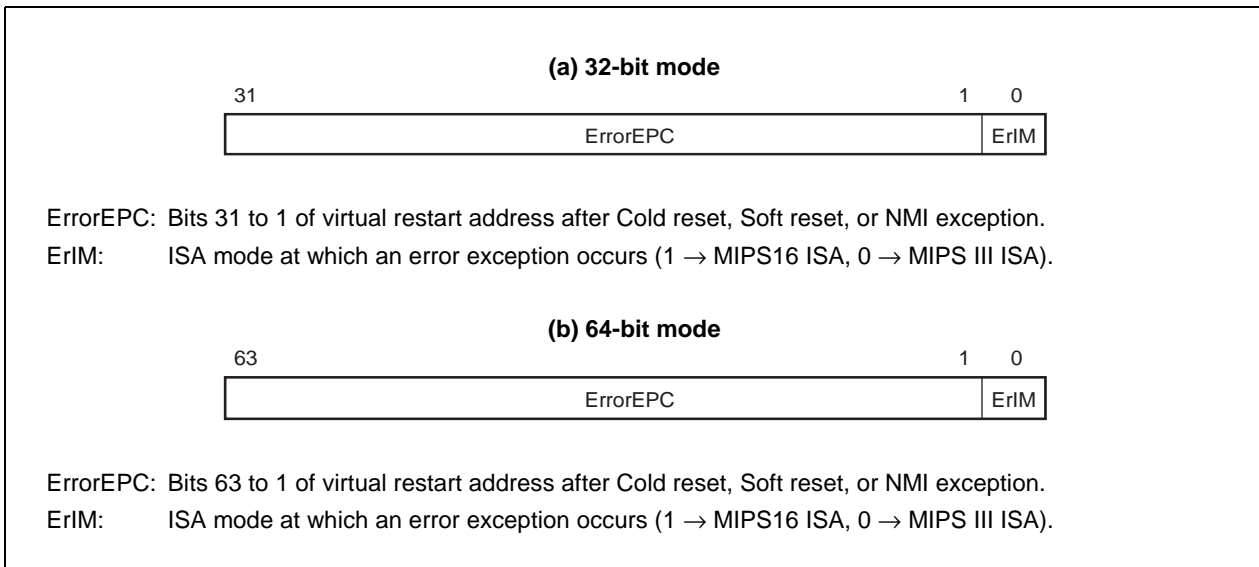 (a) 32-bit mode
31 1 0
ErrorEPC ErIM
ErrorEPC: Bits 31 to 1 of virtual restart address after Cold reset, Soft reset, or NMI exception.
ErIM: ISA mode at which an error exception occurs (1 → MIPS16 ISA, 0 → MIPS III ISA).
(b) 64-bit mode
63 1 0
ErrorEPC ErIM
ErrorEPC: Bits 63 to 1 of virtual restart address after Cold reset, Soft reset, or NMI exception.
ErIM: ISA mode at which an error exception occurs (1 → MIPS16 ISA, 0 → MIPS III ISA).